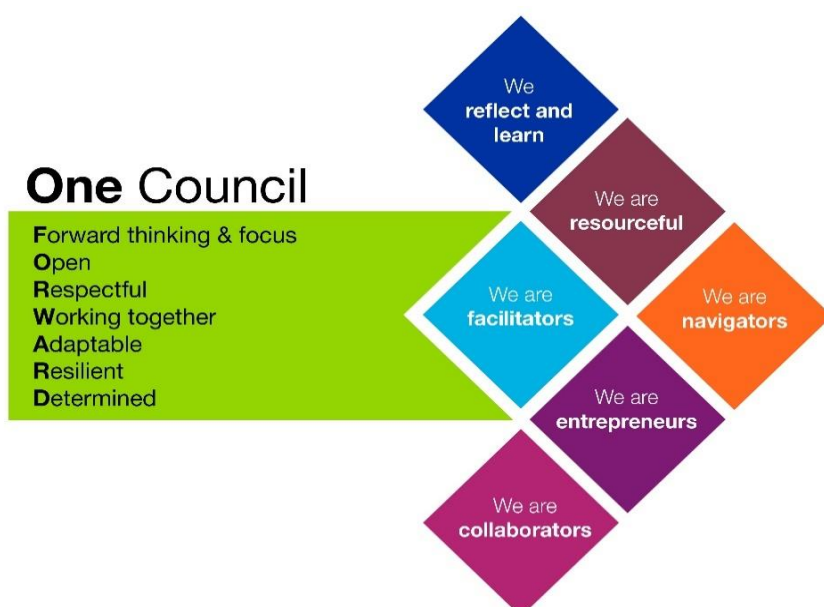 One Council
Forward thinking & focus
Open
Respectful
Working together
Adaptable
Resilient
Determined
We
reflect and
learn
We are
resourceful
We are
facilitators
We are
navigators
We are
entrepreneurs
We are
collaborators